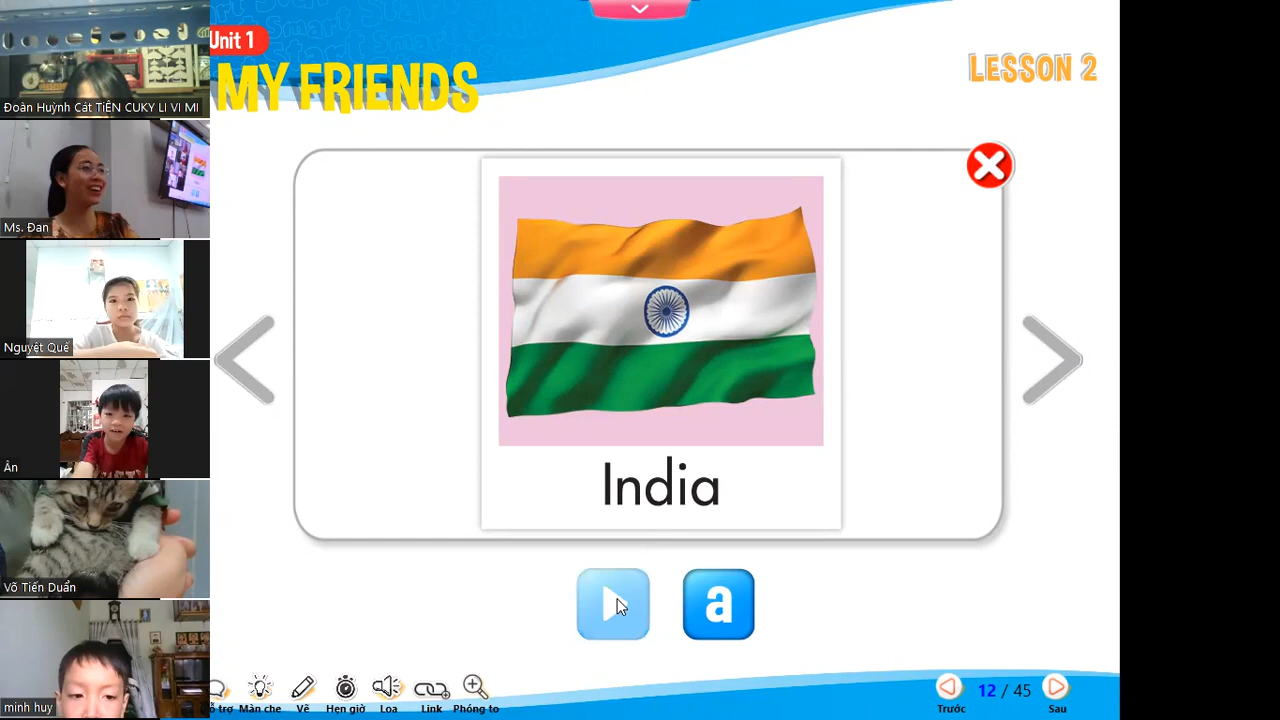 Unit 1
MY FRIENDS
LESSON 2
Đoàn Huỳnh Cát TiÊN CUKY LI VI MI
Ms. Đan
Nguyệt Quế
Ân
Võ Tiến Duẩn
minh huy
India
a
ỗ trợ
Màn che
Vẽ
Hẹn giờ
Loa
Link
Phóng to
Trước
12 / 45
Sau